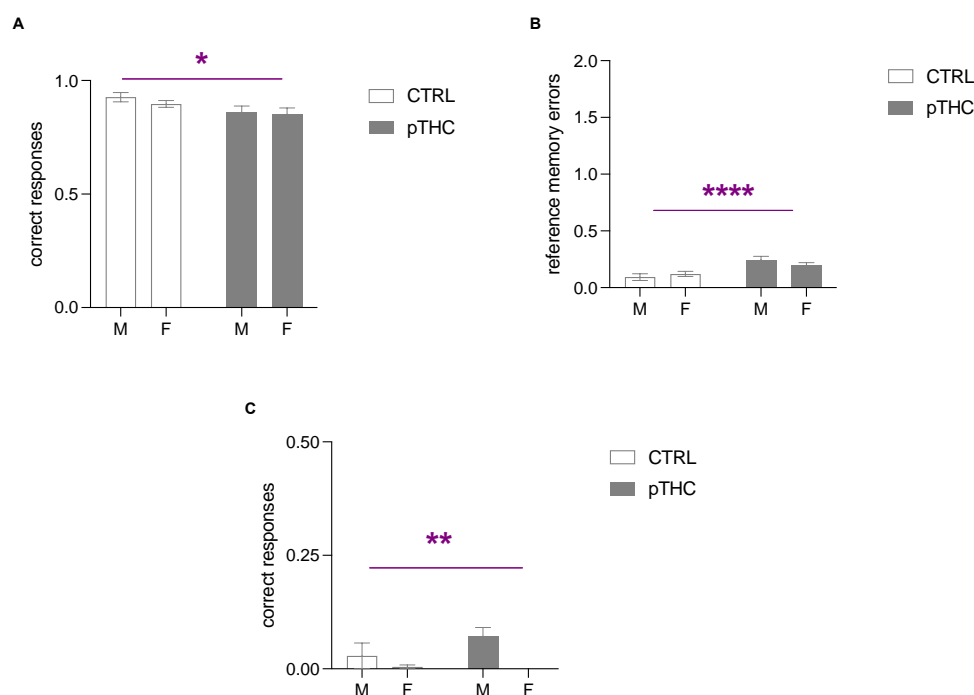 A
*
correct responses
1.0
0.5
0.0
M F M F
CTRL
pTHC
B
****
reference memory errors
2.0
1.5
1.0
0.5
0.0
M F M F
CTRL
pTHC
C
**
correct responses
0.50
0.25
0.00
M F M F
CTRL
pTHC